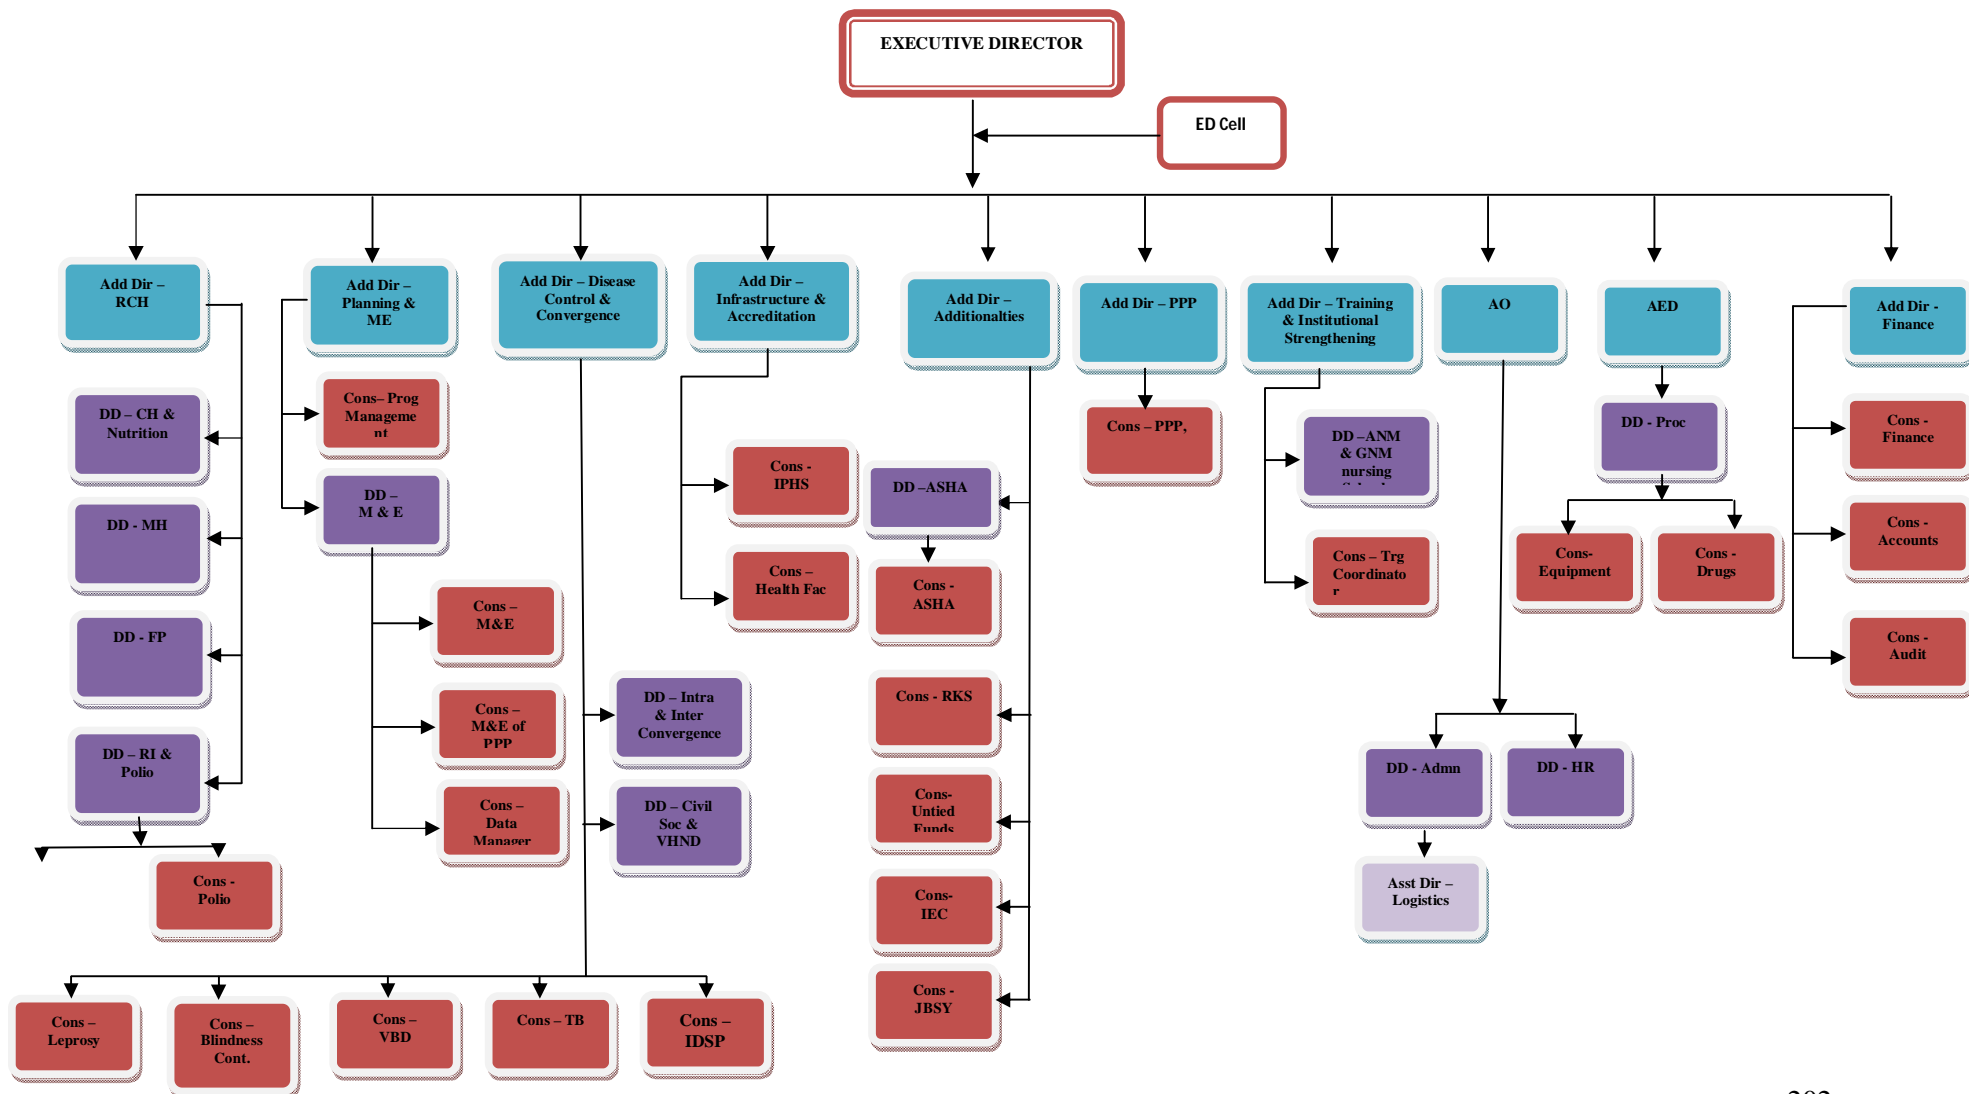 EXECUTIVE DIRECTOR
ED Cell
Add Dir –
RCH
Add Dir –
Planning &
ME
Add Dir – Disease
Control &
Convergence
Add Dir –
Infrastructure &
Accreditation
Add Dir –
Additionalties
Add Dir – PPP
Add Dir – Training
& Institutional
Strengthening
AO
AED
Add Dir -
Finance
DD – CH &
Nutrition
DD - MH
DD - FP
DD – RI &
Polio
Cons -
Polio
Cons– Prog
Manageme
nt
DD –
M & E
Cons –
M&E
Cons –
M&E of
PPP
Cons –
Data
Manager
DD – Intra
& Inter
Convergence
DD – Civil
Soc &
VHND
Cons –
Leprosy
Cons –
Blindness
Cont.
Cons –
VBD
Cons – TB
Cons –
IDSP
Cons -
IPHS
Cons –
Health Fac
DD –ASHA
Cons -
ASHA
Cons - RKS
Cons-
Untied
Funds
Cons-
IEC
Cons -
JBSY
Cons – PPP,
DD –ANM
& GNM
nursing
Cons – Trg
Coordinato
r
DD - Admn
DD - HR
Asst Dir –
Logistics
DD - Proc
Cons-
Equipment
Cons -
Drugs
Cons -
Finance
Cons -
Accounts
Cons -
Audit